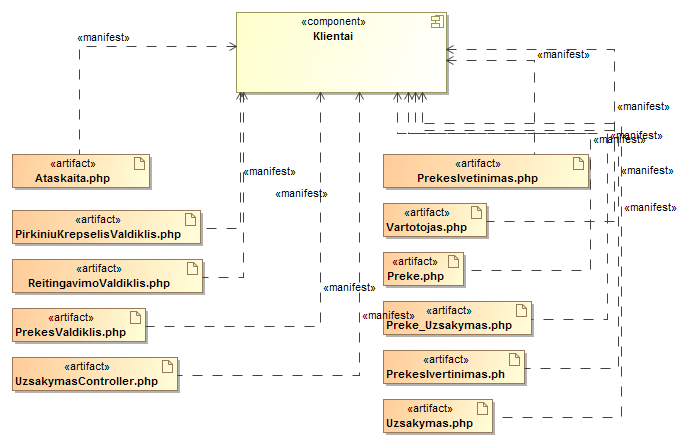 «component»
Klientai
«manifest»
«manifest»
«manifest»
«manifest»
«manifest»
«artifact»
Ataskaita.php
«artifact»
PrekesIvetinimas.php
«manifest»
«manifest»
«manifest»
«artifact»
PirkiniuKrepselisValdiklis.php
«artifact»
Vartotojas.php
«manifest»
«manifest»
«artifact»
ReitingavimoValdiklis.php
«artifact»
Preke.php
«artifact»
PrekesValdiklis.php
«manifest»
«artifact»
Preke_Uzsakymas.php
«artifact»
UzsakymasController.php
«artifact»
PrekesIvertinimas.ph
«artifact»
Uzsakymas.php